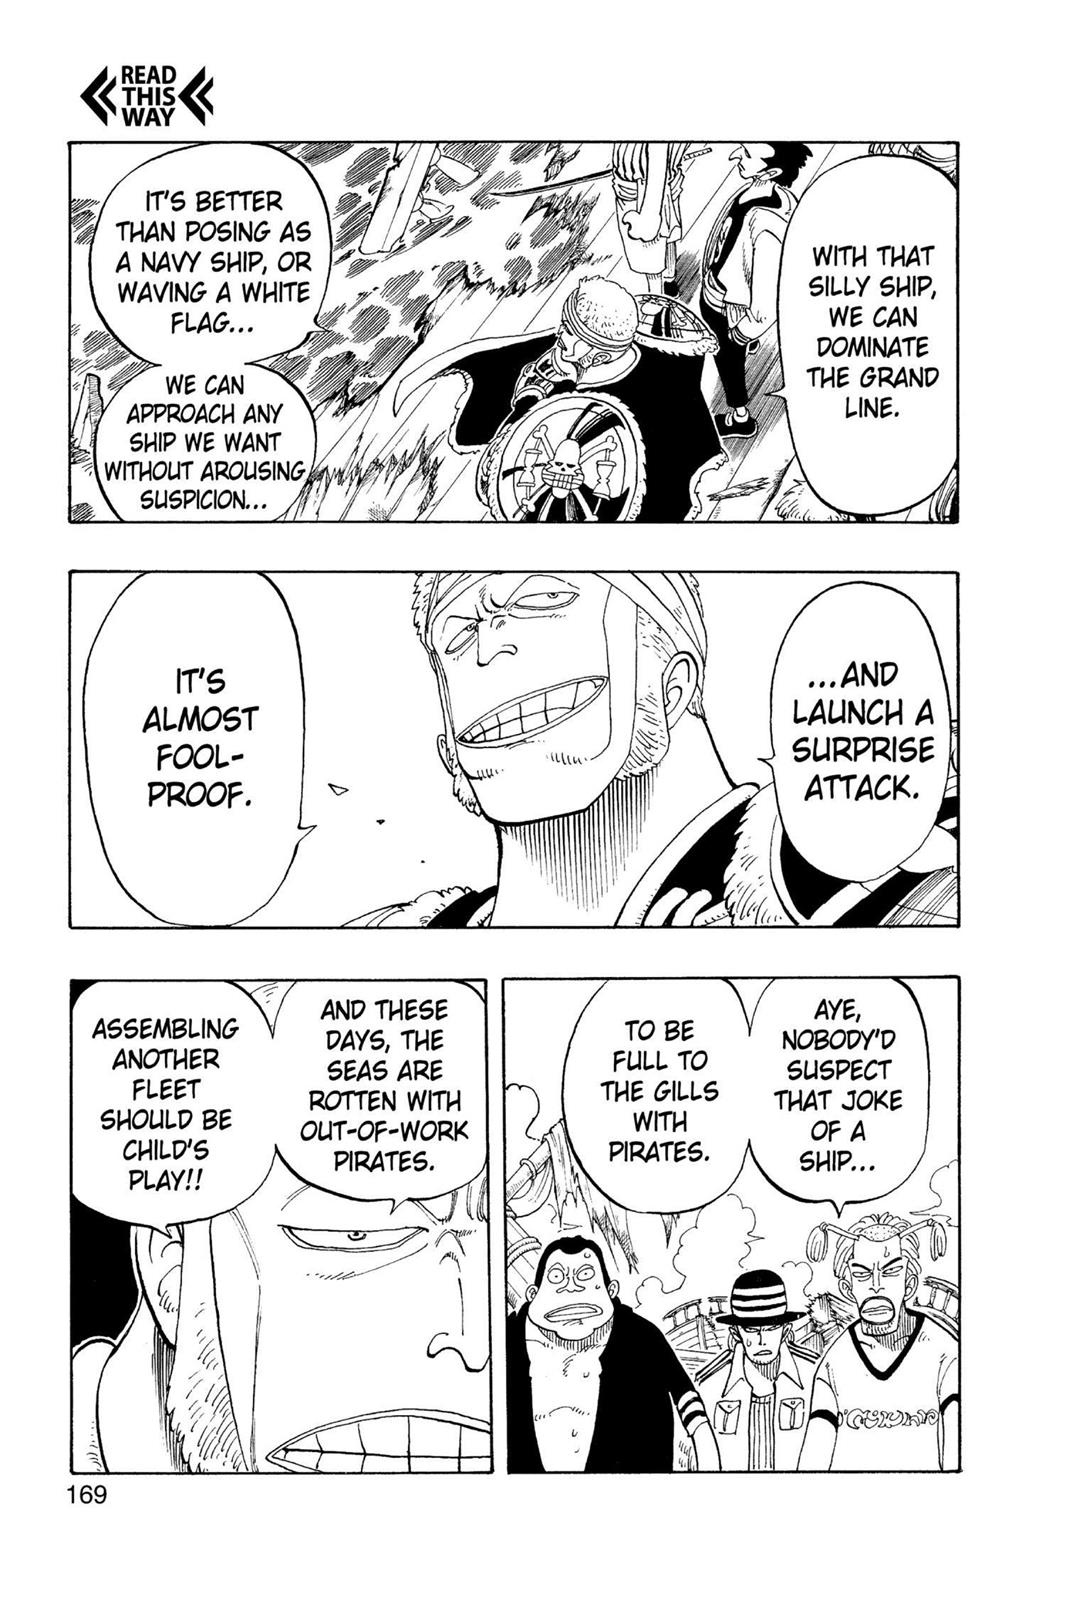 READ
THIS
WAY
WITH THAT
SILLY SHIP,
WE CAN
DOMINATE
THE GRAND
LINE.
IT'S BETTER
THAN POSING AS
A NAVY SHIP, OR
WAVING A WHITE
FLAG...
WE CAN
APPROACH ANY
SHIP WE WANT
WITHOUT AROUSING
SUSPICION...
...AND
LAUNCH A
SURPRISE
ATTACK.
IT'S
ALMOST
FOOL-
PROOF.
AYE,
NOBODY'D
SUSPECT
THAT JOKE
OF A
SHIP...
TO BE
FULL TO
THE GILLS
WITH
PIRATES.
AND THESE
DAYS, THE
SEAS ARE
ROTTEN WITH
OUT-OF-WORK
PIRATES.
ASSEMBLING
ANOTHER
FLEET
SHOULD BE
CHILD'S
PLAY!!
169